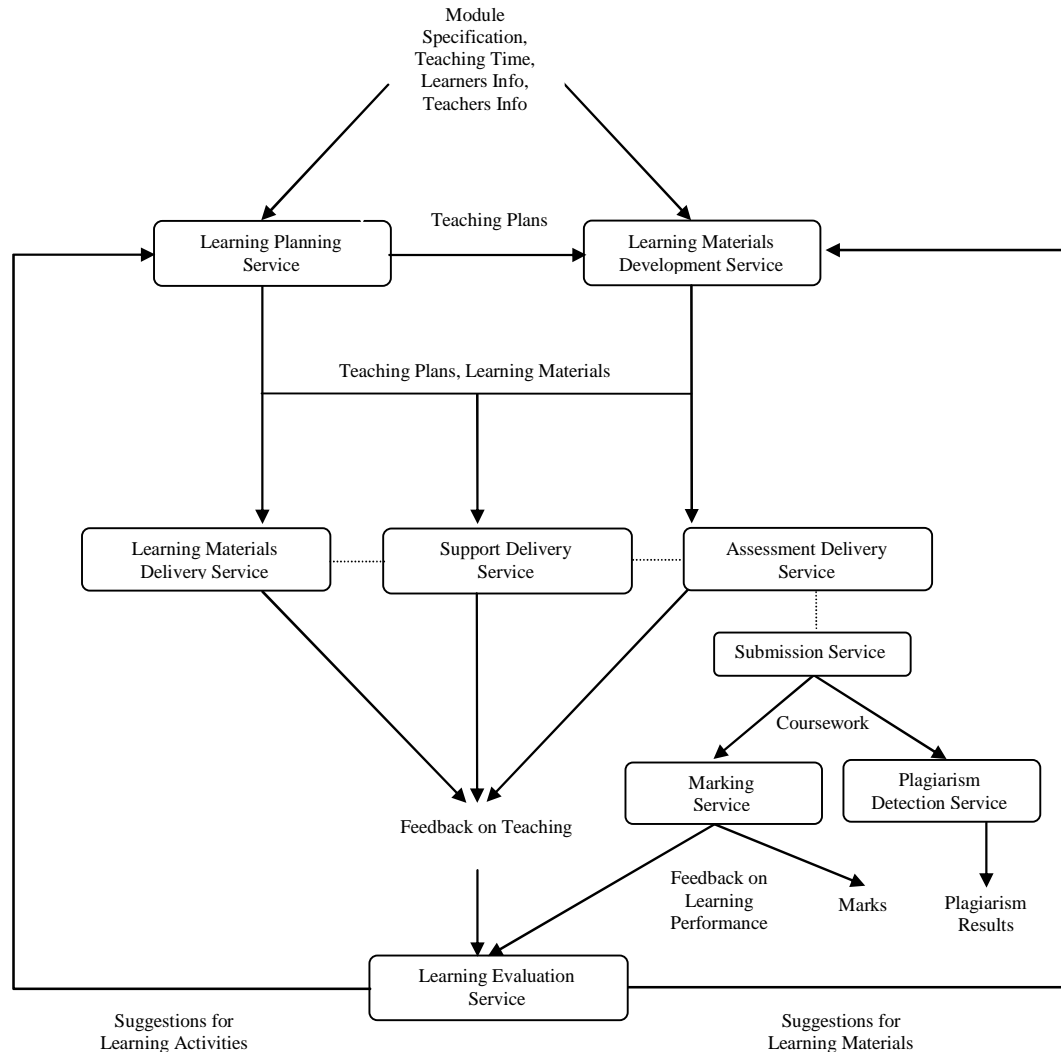 Module
Specification,
Teaching Time,
Learners Info,
Teachers Info
Teaching Plans
Learning Planning
Service
Learning Materials
Development Service
Teaching Plans, Learning Materials
Learning Materials
Delivery Service
Support Delivery
Service
Assessment Delivery
Service
Submission Service
Coursework
Marking
Service
Plagiarism
Detection Service
Feedback on Teaching
Feedback on
Learning
Performance
Marks
Plagiarism
Results
Learning Evaluation
Service
Suggestions for
Learning Activities
Suggestions for
Learning Materials